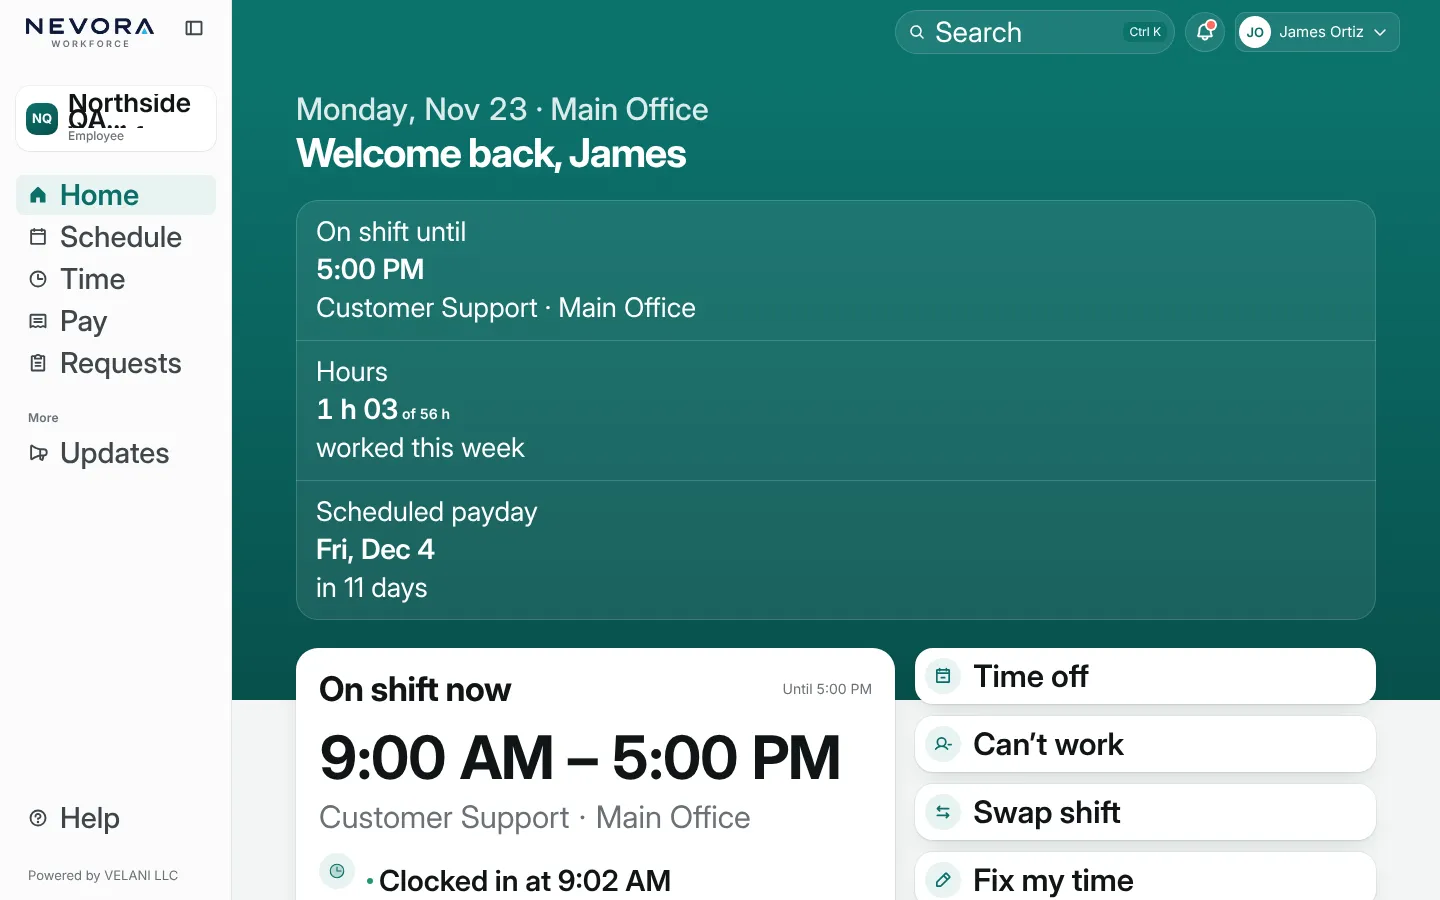 NEVORA
WORKFORCE
Search
Ctrl K
JO
James Ortiz
NQ
Northside
QA
Employee
Home
Schedule
Time
Pay
Requests
More
Updates
Help
Powered by VELANI LLC
Monday, Nov 23 · Main Office
Welcome back, James
On shift until
5:00 PM
Customer Support · Main Office
Hours
1 h 03 of 56 h
worked this week
Scheduled payday
Fri, Dec 4
in 11 days
On shift now
Until 5:00 PM
9:00 AM – 5:00 PM
Customer Support · Main Office
• Clocked in at 9:02 AM
Time off
Can’t work
Swap shift
Fix my time